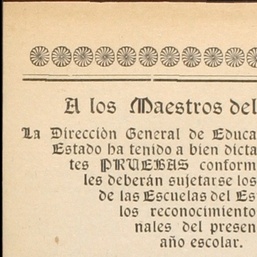 A los Maestros del
La Dirección General de Educa
Estado ha tenido a bien dicta
tes PRUEBAS conform
les deberán sujetarse los
de las Escuelas del Es
los reconocimiento
nales del presen
año escolar.